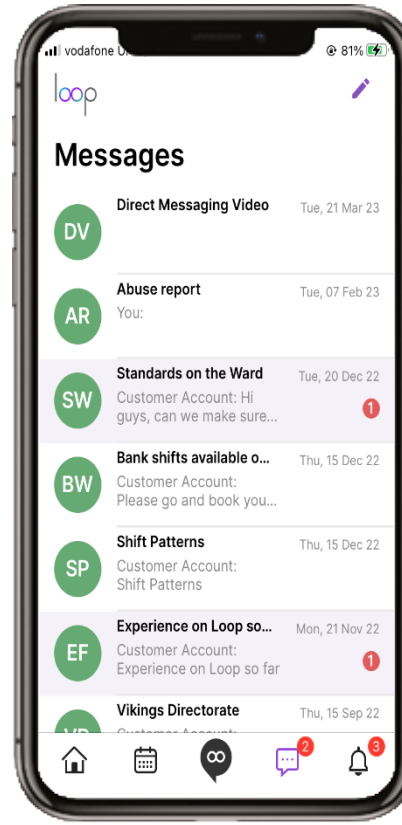 vodafone
81%
loop
Messages
DV
Direct Messaging Video
Tue, 21 Mar 23
AR
Abuse report
Tue, 07 Feb 23
You:
SW
Standards on the Ward
Tue, 20 Dec 22
Customer Account: Hi
guys, can we make sure...
1
BW
Bank shifts available o...
Thu, 15 Dec 22
Customer Account:
Please go and book you...
SP
Shift Patterns
Thu, 15 Dec 22
Customer Account:
Shift Patterns
EF
Experience on Loop so...
Mon, 21 Nov 22
Customer Account:
Experience on Loop so far
1
Vikings Directorate
Thu, 15 Sep 22
2
3